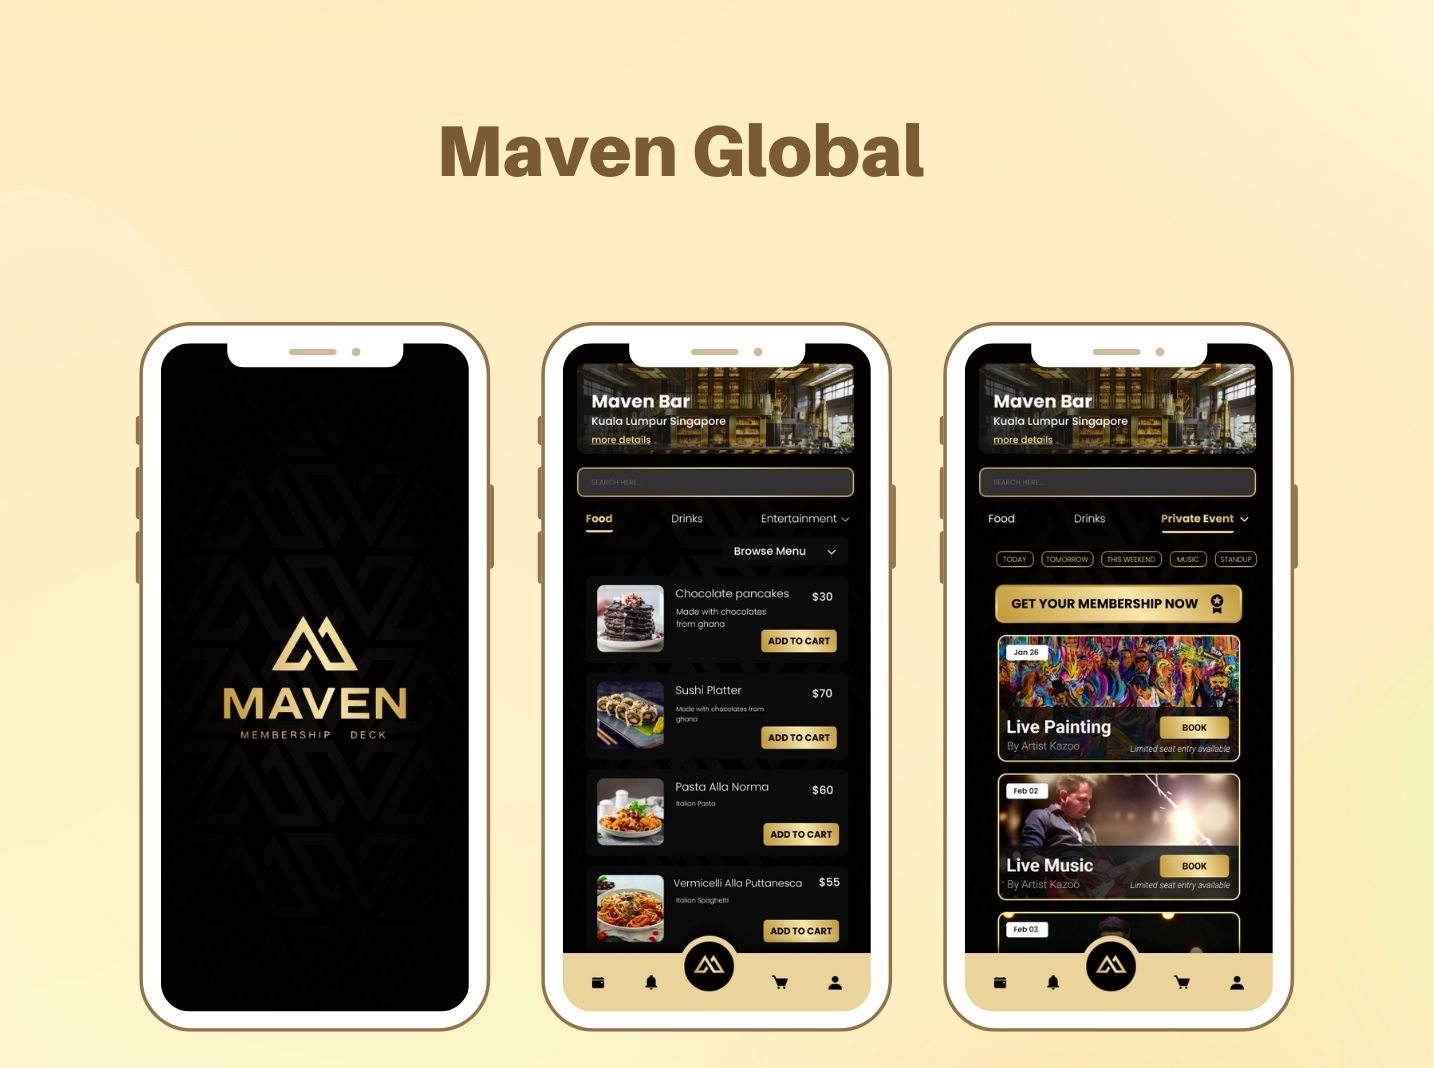 Maven Global
MAVEN
MEMBERSHIP DECK
Maven Bar
Kuala Lumpur Singapore
more details
SEARCH HERE...
Food
Drinks
Entertainment
Browse Menu
Chocolate pancakes
$30
Made with chocolates
from ghana
ADD TO CART
Sushi Platter
$70
Made with chocolates from
ghana
ADD TO CART
Pasta Alla Norma
$60
Italian Pasta
ADD TO CART
Vermicelli Alla Puttanesca
$55
Italian Spaghetti
ADD TO CART
Maven Bar
Kuala Lumpur Singapore
more details
SEARCH HERE...
Food
Drinks
Private Event
TODAY
TOMORROW
THIS WEEKEND
MUSIC
STANDUP
GET YOUR MEMBERSHIP NOW
Jan 26
Live Painting
BOOK
By Artist Kazoo
Limited seat entry available
Feb 02
Live Music
BOOK
By Artist Kazoo
Limited seat entry available
Feb 03